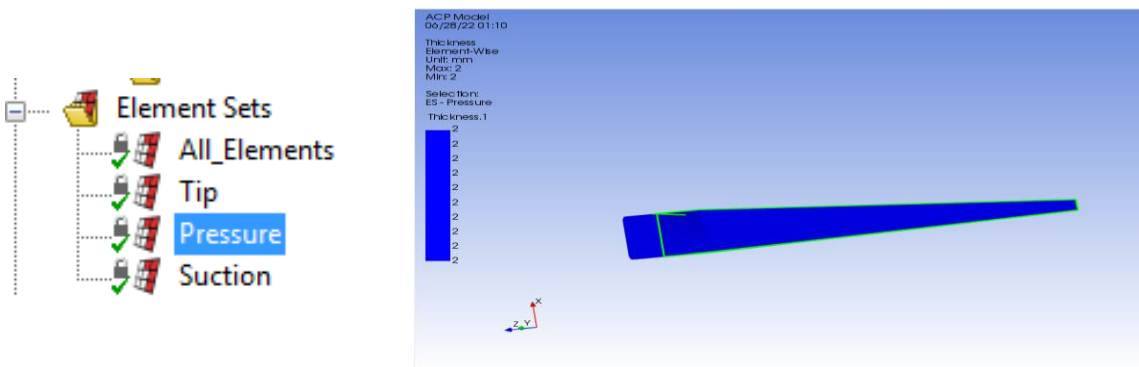 Element Sets
All_Elements
Tip
Pressure
Suction
ACP Model
06/28/22 01:10
Thickness
Element-Wise
Unit: mm
Max: 2
Min: 2
Selection:
ES - Pressure
Thickness.1
2
2
2
2
2
2
2
2
2
2
X
Z Y